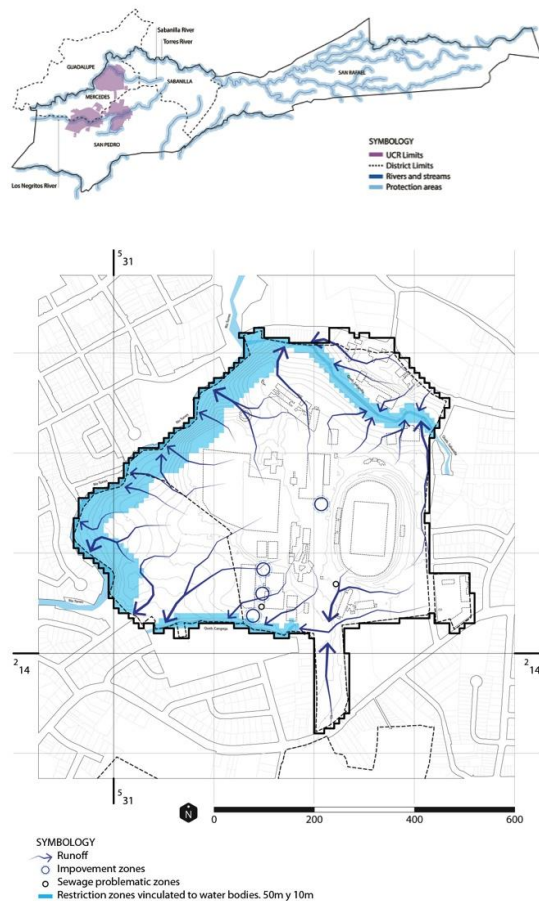 Sabanilla River
Torres River
GUADALUPE
SABANILLA
SAN RAFAEL
MERCEDES
SAN PEDRO
Los Negritos River
SYMBOLOGY
UCR Limits
District Limits
Rivers and streams
Protection areas
5
31
2
14
2
14
5
31
N
0 200 400 600
SYMBOLOGY
Runoff
Impovement zones
Sewage problematic zones
Restriction zones vinculated to water bodies. 50m y 10m